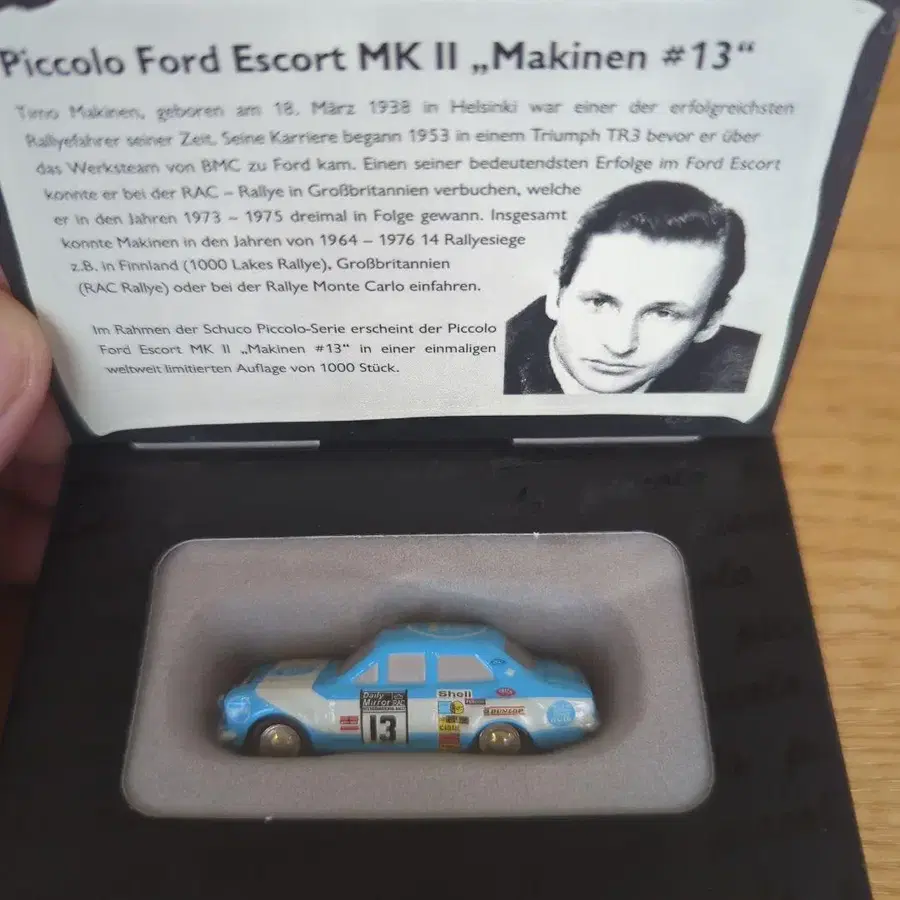 Piccolo Ford Escort MK II „Makinen #13“
Timo Makinen, geboren am 18. März 1938 in Helsinki war einer der erfolgreichsten
Rallyefahrer seiner Zeit. Seine Karriere begann 1953 in einem Triumph TR3 bevor er über
das Werksteam von BMC zu Ford kam. Einen seiner bedeutendsten Erfolge im Ford Escort
konnte er bei der RAC – Rallye in Großbritannien verbuchen, welche
er in den Jahren 1973 – 1975 dreimal in Folge gewann. Insgesamt
konnte Makinen in den Jahren von 1964 – 1976 14 Rallyesiege
z.B. in Finnland (1000 Lakes Rallye), Großbritannien
(RAC Rallye) oder bei der Rallye Monte Carlo einfahren.
Im Rahmen der Schuco Piccolo-Serie erscheint der Piccolo
Ford Escort MK II „Makinen #13“ in einer einmaligen
weltweit limitierten Auflage von 1000 Stück.
Daily
Mirror
13
Shell
DUNLOP